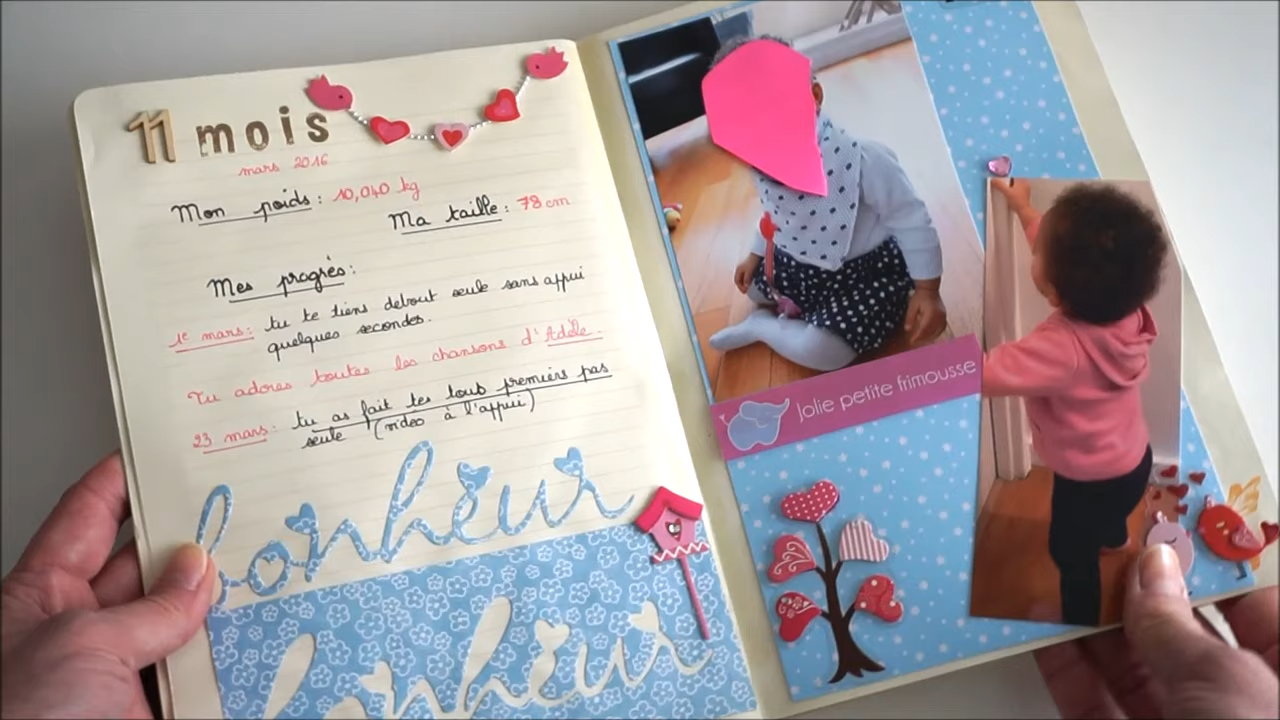 11 mois
mars 2016
Mon poids : 10,040 kg
Ma taille : 78 cm
Mes progrès :
1e mars : tu te tiens debout seule sans appui
quelques secondes.
Tu adores toutes les chansons d'Adèle.
23 mars : tu as fait tes tous premiers pas
seule (vidéo à l'appui)
bonheur
bonheur
Jolie petite frimousse